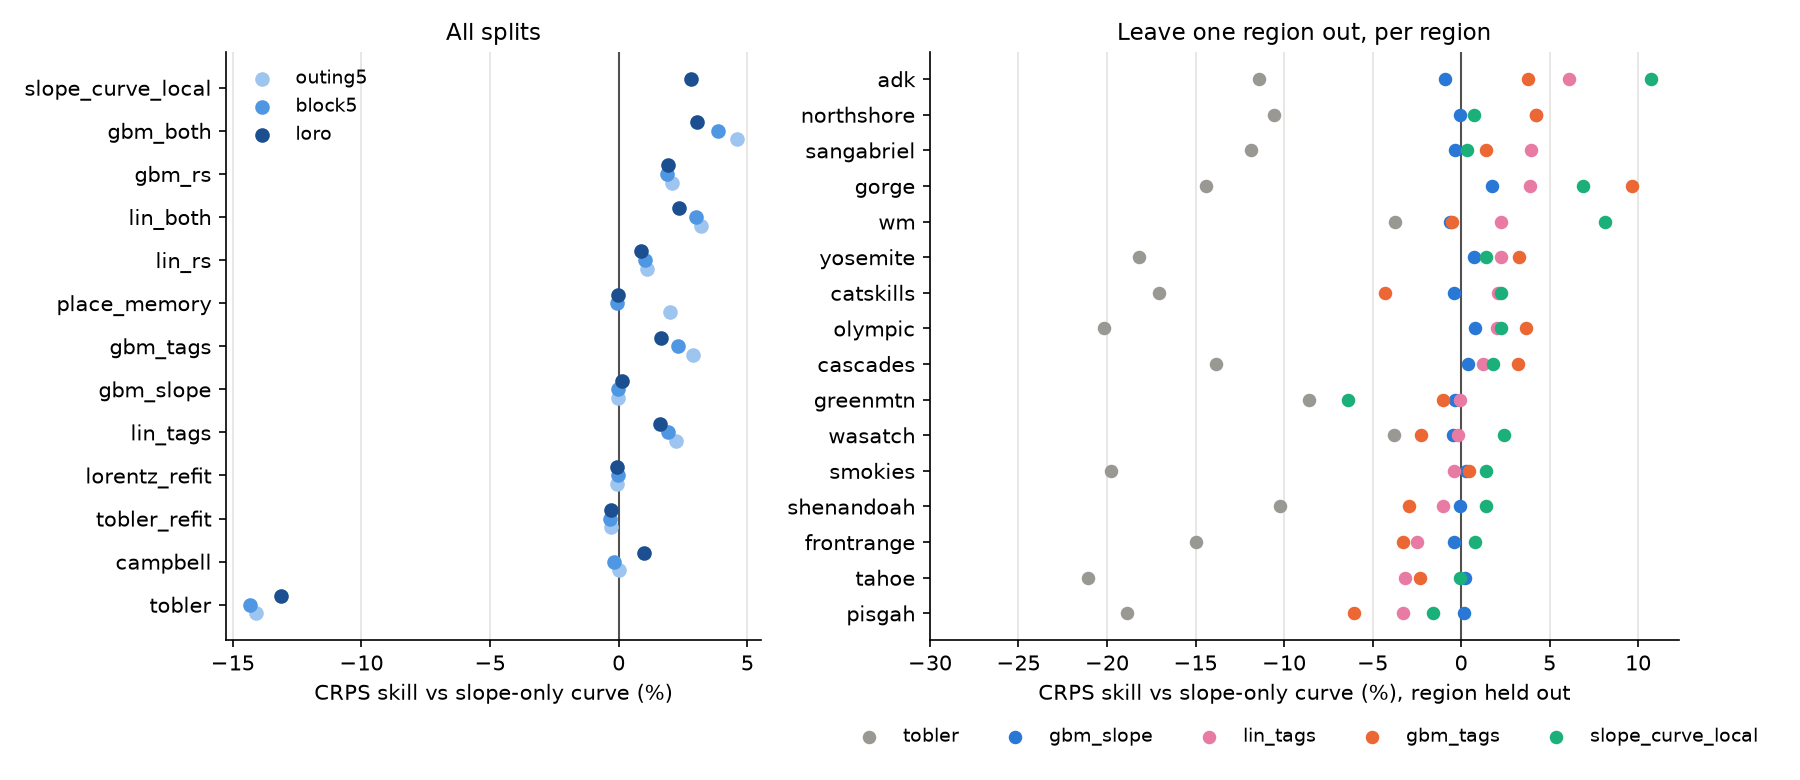 All splits
outing5
block5
loro
slope_curve_local
gbm_both
gbm_rs
lin_both
lin_rs
place_memory
gbm_tags
gbm_slope
lin_tags
lorentz_refit
tobler_refit
campbell
tobler
−15 −10 −5 0 5
CRPS skill vs slope-only curve (%)
Leave one region out, per region
adk
northshore
sangabriel
gorge
wm
yosemite
catskills
olympic
cascades
greenmtn
wasatch
smokies
shenandoah
frontrange
tahoe
pisgah
−30 −25 −20 −15 −10 −5 0 5 10
CRPS skill vs slope-only curve (%), region held out
tobler gbm_slope lin_tags gbm_tags slope_curve_local